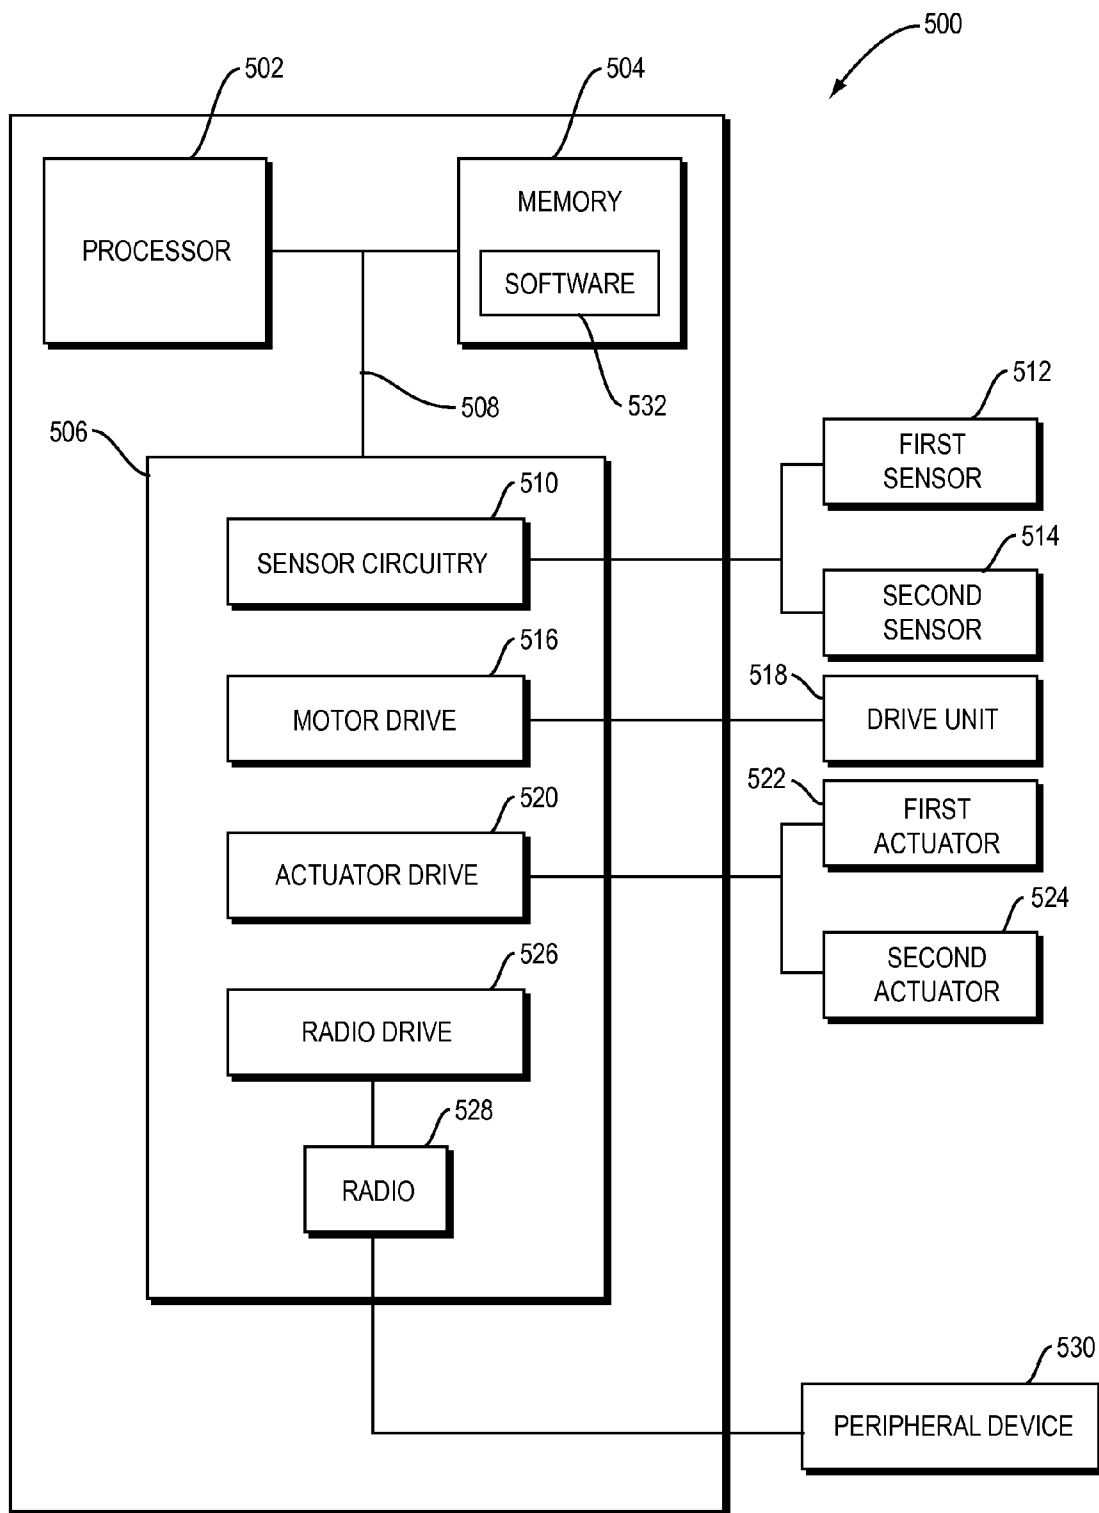 500
502
504
PROCESSOR
MEMORY
SOFTWARE
532
508
506
510
SENSOR CIRCUITRY
512
FIRST
SENSOR
514
SECOND
SENSOR
516
MOTOR DRIVE
518
DRIVE UNIT
520
ACTUATOR DRIVE
522
FIRST
ACTUATOR
524
SECOND
ACTUATOR
526
RADIO DRIVE
528
RADIO
530
PERIPHERAL DEVICE